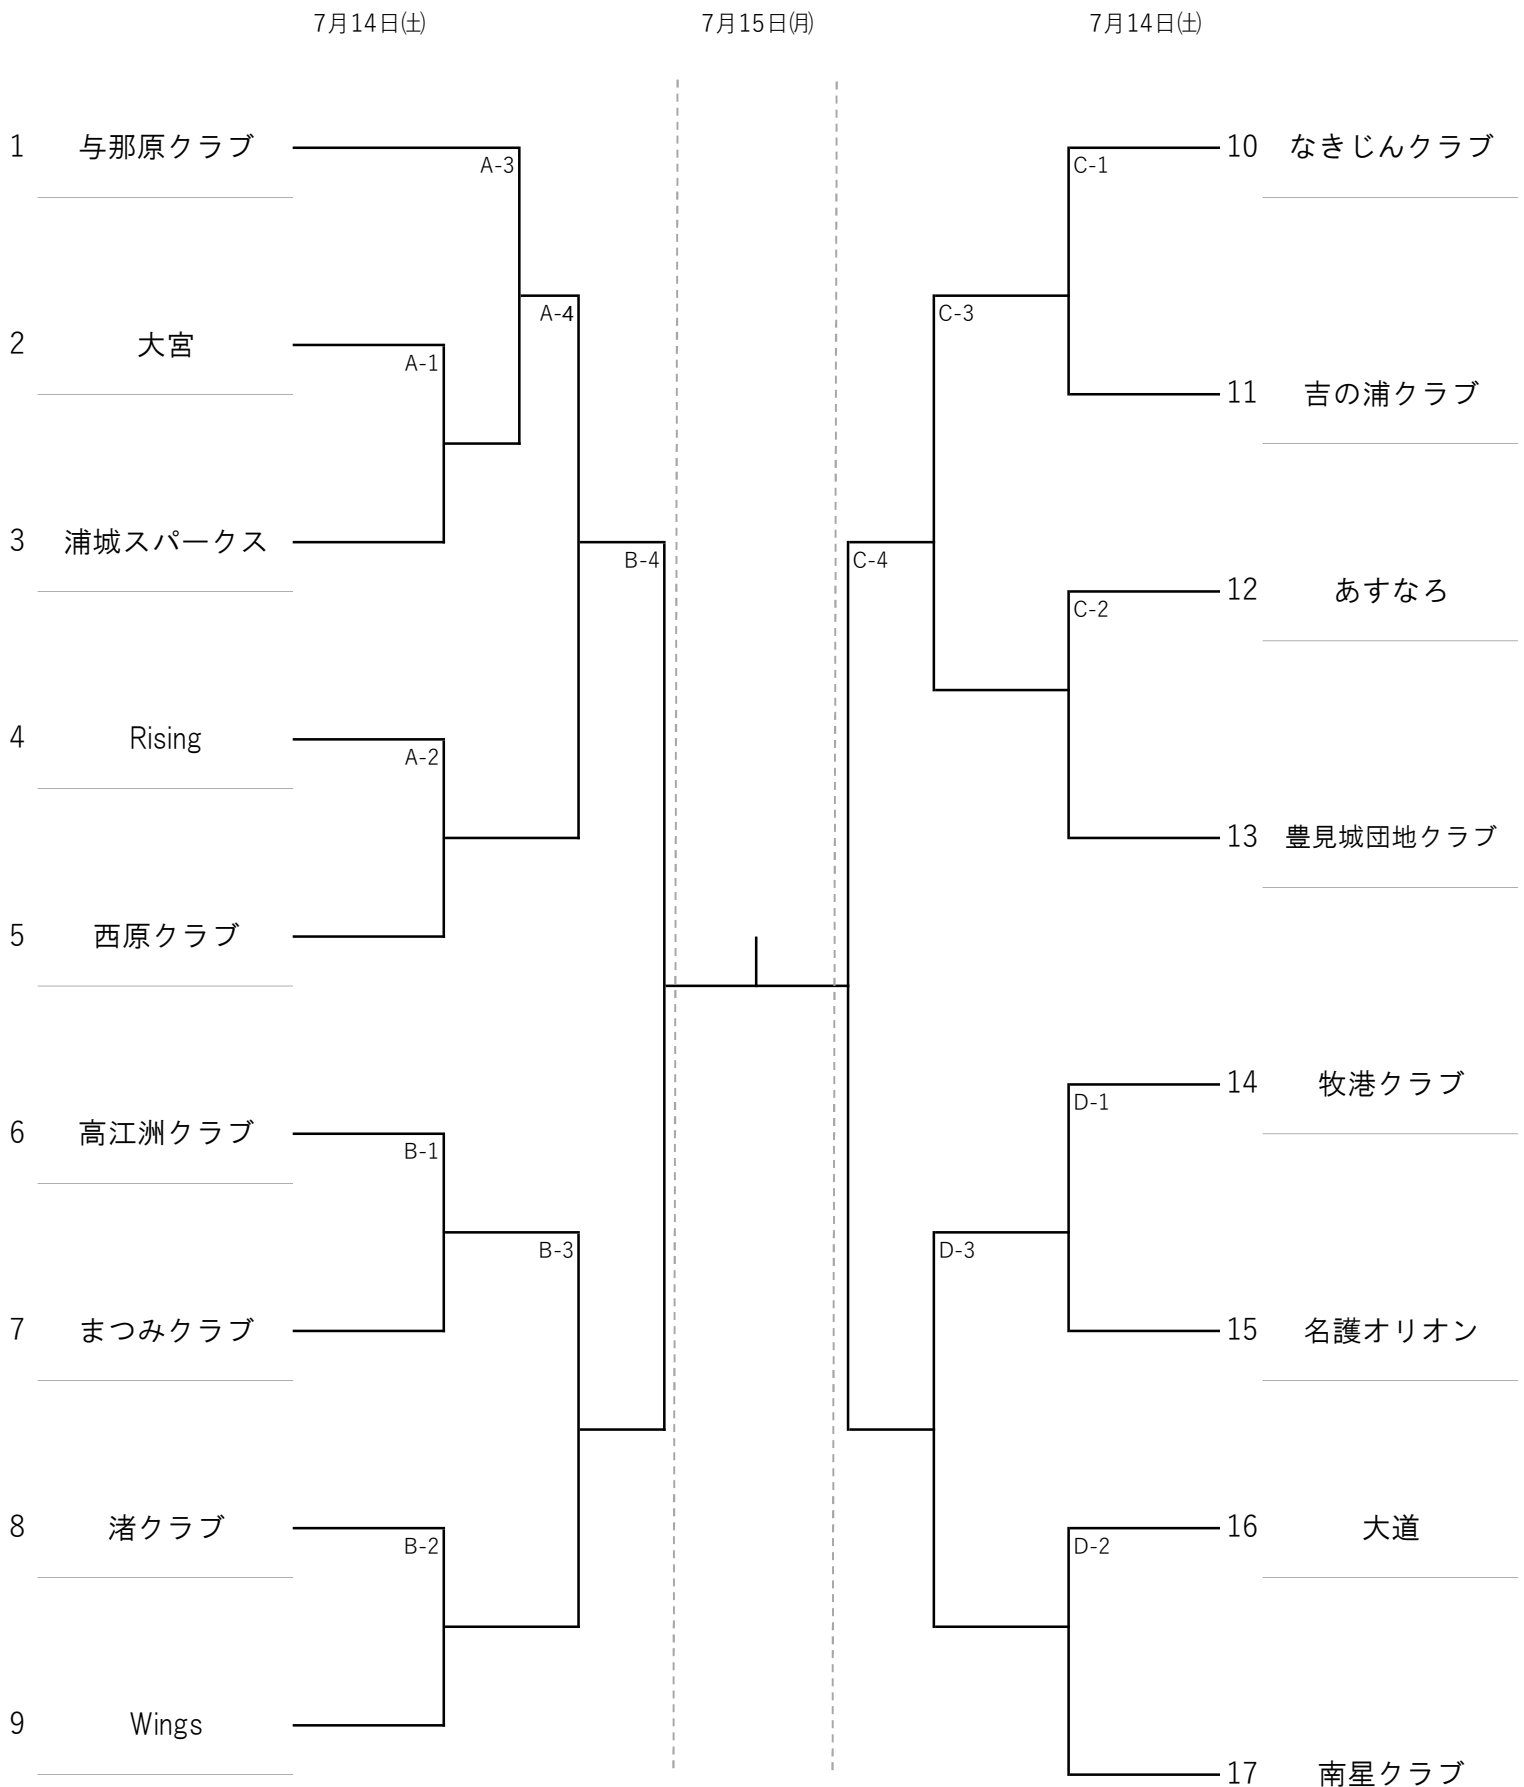 7月14日㈯
7月15日㈪
7月14日㈯
1 与那原クラブ
A-3
2 大宮
A-1
3 浦城スパークス
A-4
4 Rising
A-2
5 西原クラブ
B-4
6 高江洲クラブ
B-1
7 まつみクラブ
B-3
8 渚クラブ
B-2
9 Wings
10 なきじんクラブ
C-1
11 吉の浦クラブ
C-3
12 あすなろ
C-2
13 豊見城団地クラブ
C-4
14 牧港クラブ
D-1
15 名護オリオン
D-3
16 大道
D-2
17 南星クラブ